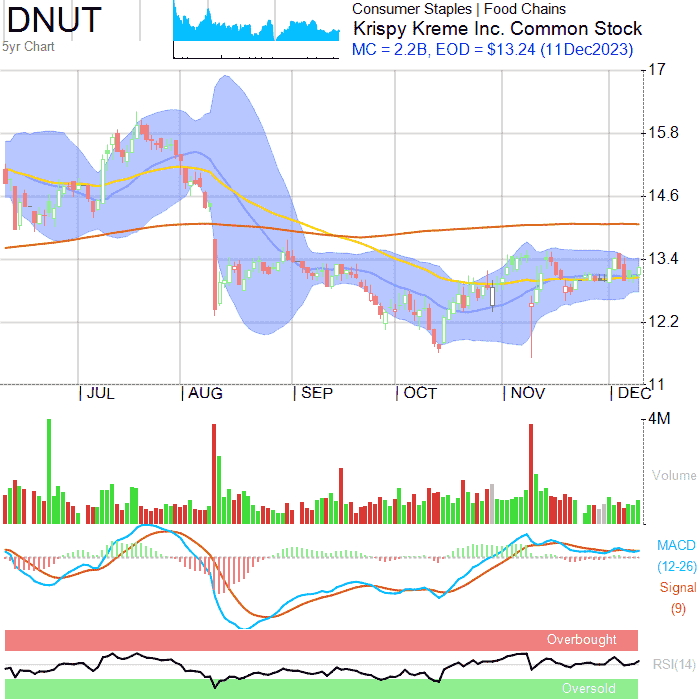 DNUT
5yr Chart
Consumer Staples | Food Chains
Krispy Kreme Inc. Common Stock
MC = 2.2B, EOD = $13.24 (11Dec2023)
17
15.8
14.6
13.4
12.2
11
| JUL | AUG | SEP | OCT | NOV | DEC
4M
Volume
MACD
(12-26)
Signal
(9)
Overbought
RSI(14)
Oversold